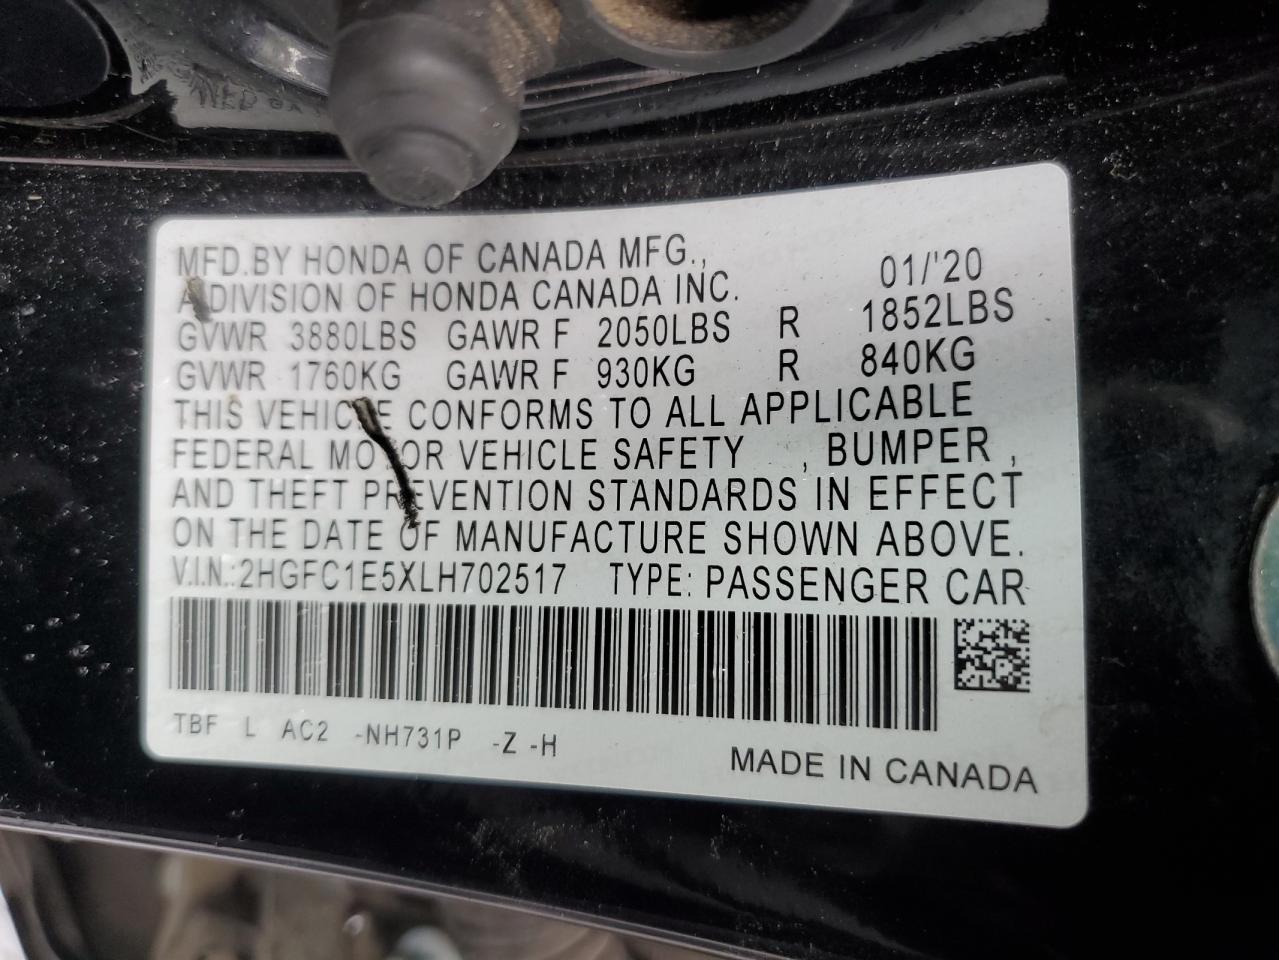 MFD.BY HONDA OF CANADA MFG., 01/'20
A DIVISION OF HONDA CANADA INC.
GVWR 3880LBS GAWR F 2050LBS R 1852LBS
GVWR 1760KG GAWR F 930KG R 840KG
THIS VEHICLE CONFORMS TO ALL APPLICABLE
FEDERAL MOTOR VEHICLE SAFETY , BUMPER ,
AND THEFT PREVENTION STANDARDS IN EFFECT
ON THE DATE OF MANUFACTURE SHOWN ABOVE.
V.I.N.:2HGFC1E5XLH702517 TYPE: PASSENGER CAR
TBF L AC2 -NH731P -Z -H
MADE IN CANADA